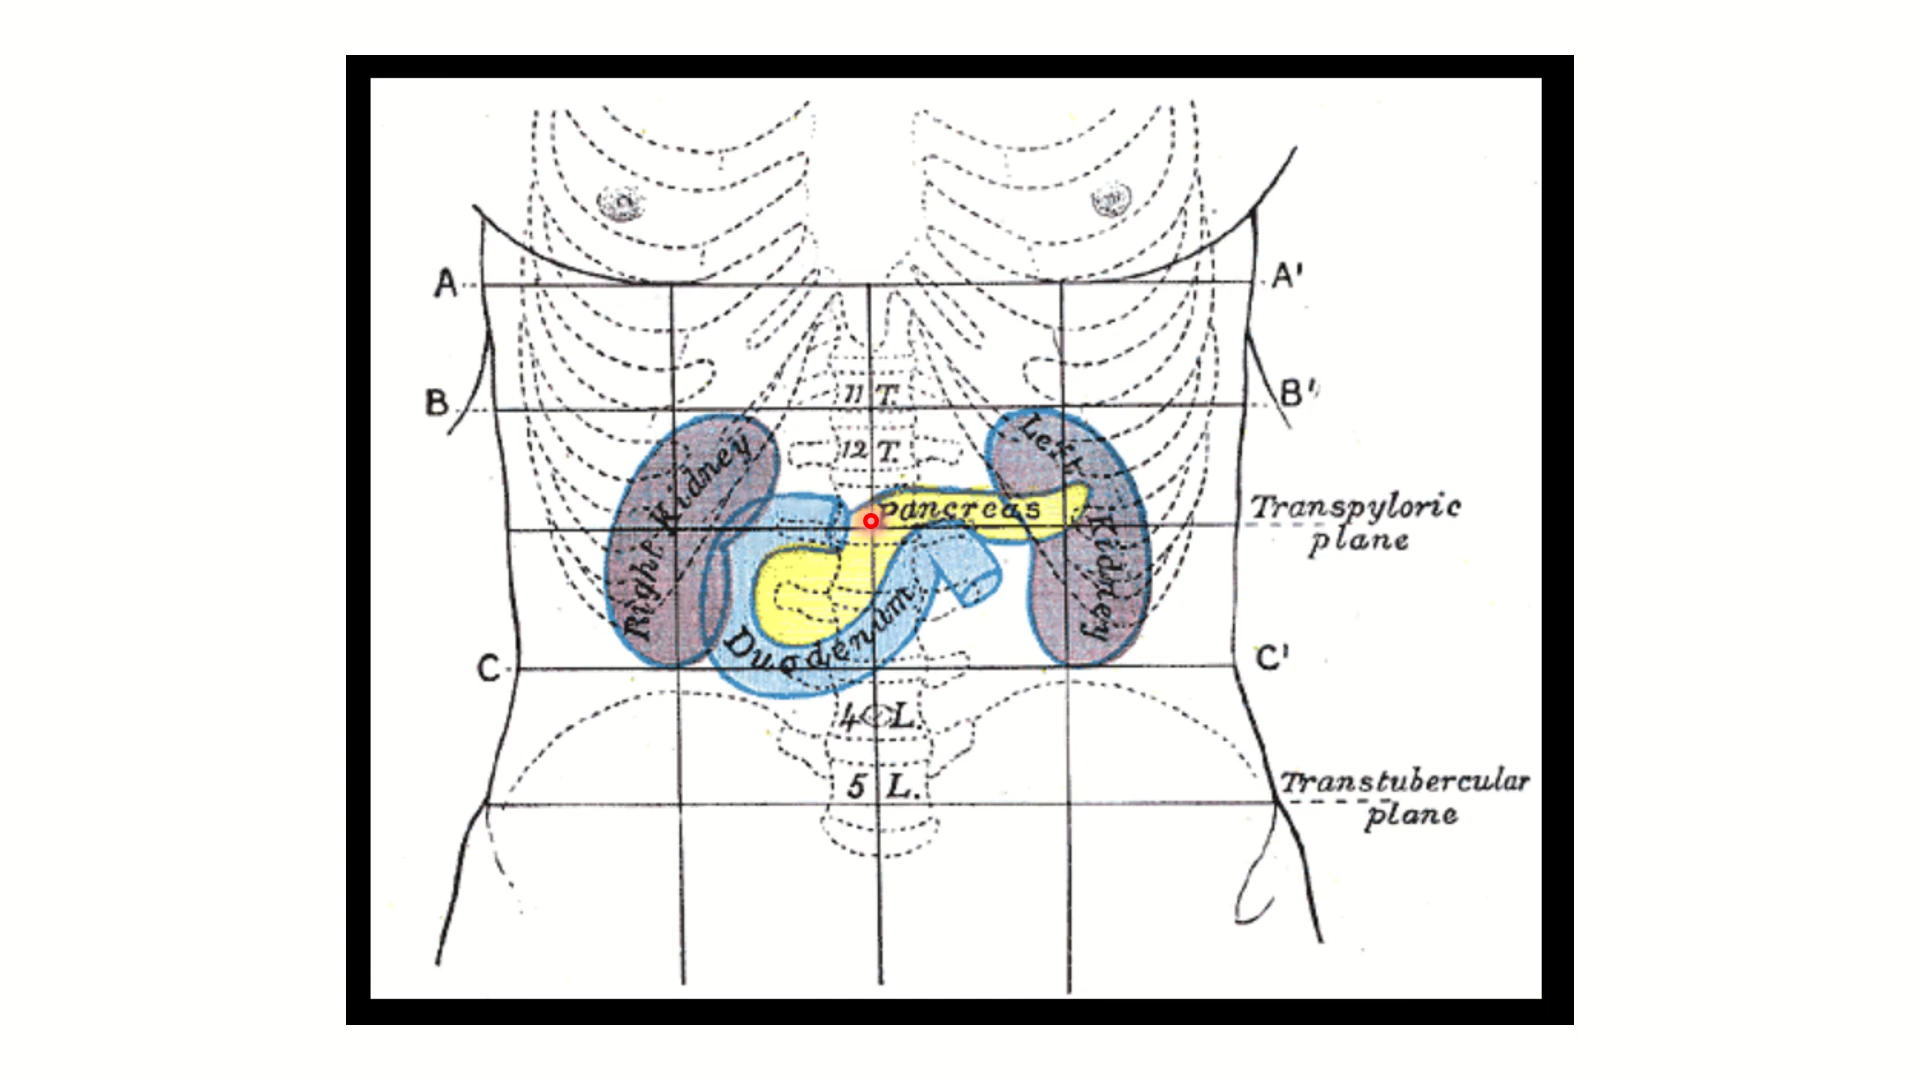 A
A'
B
B'
11 T.
12 T.
Left Kidney
Right Kidney
pancreas
Transpyloric
plane
Duodenum
C
C'
4 L.
5 L.
Transtubercular
plane